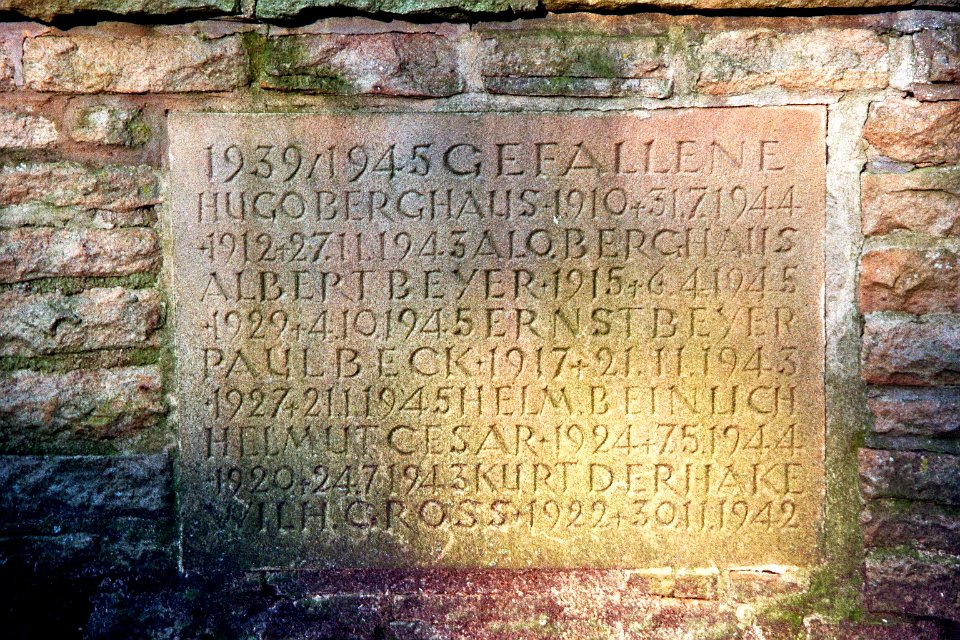 1939/1945 GEFALLENE
HUGO BERGHAUS · 1910 + 31.7.1944
· 1912 + 27.11.1943 ALO. BERGHAUS
ALBERT BEYER · 1915 + 6.4.1945
· 1929 + 4.10.1945 ERNST BEYER
PAUL BECK · 1917 + 21.11.1943
· 1927 + 21.1.1945 HELM. BEINLICH
HELMUT CESAR · 1924 + 7.5.1944
· 1920 + 24.7.1943 KURT DERHAKE
WILH. GROSS · 1922 + 30.11.1942